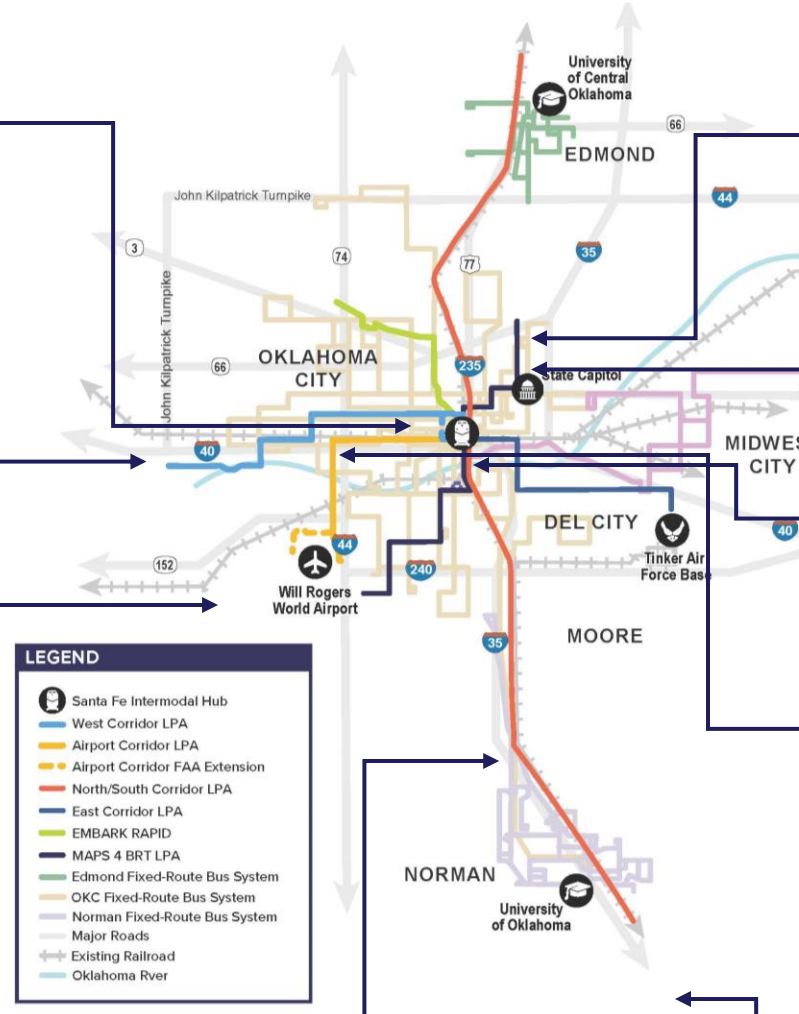 University
of Central
Oklahoma
66
EDMOND
John Kilpatrick Turnpike
44
3
74
77
35
John Kilpatrick Turnpike
OKLAHOMA
CITY
66
235
State Capitol
40
MIDWES
CITY
DEL CITY
40
44
152
240
Tinker Air
Force Base
Will Rogers
World Airport
35
MOORE
LEGEND
Santa Fe Intermodal Hub
West Corridor LPA
Airport Corridor LPA
Airport Corridor FAA Extension
North/South Corridor LPA
East Corridor LPA
EMBARK RAPID
MAPS 4 BRT LPA
Edmond Fixed-Route Bus System
OKC Fixed-Route Bus System
Norman Fixed-Route Bus System
Major Roads
Existing Railroad
Oklahoma Rver
NORMAN
University
of Oklahoma